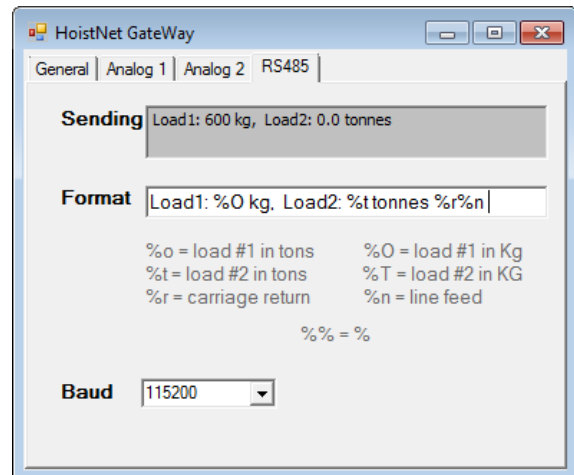 HoistNet GateWay
General Analog 1 Analog 2 RS485
Sending Load1: 600 kg, Load2: 0.0 tonnes
Format Load1: %O kg, Load2: %t tonnes %r%n
%o = load #1 in tons %O = load #1 in Kg
%t = load #2 in tons %T = load #2 in KG
%r = carriage return %n = line feed
%% = %
Baud 115200